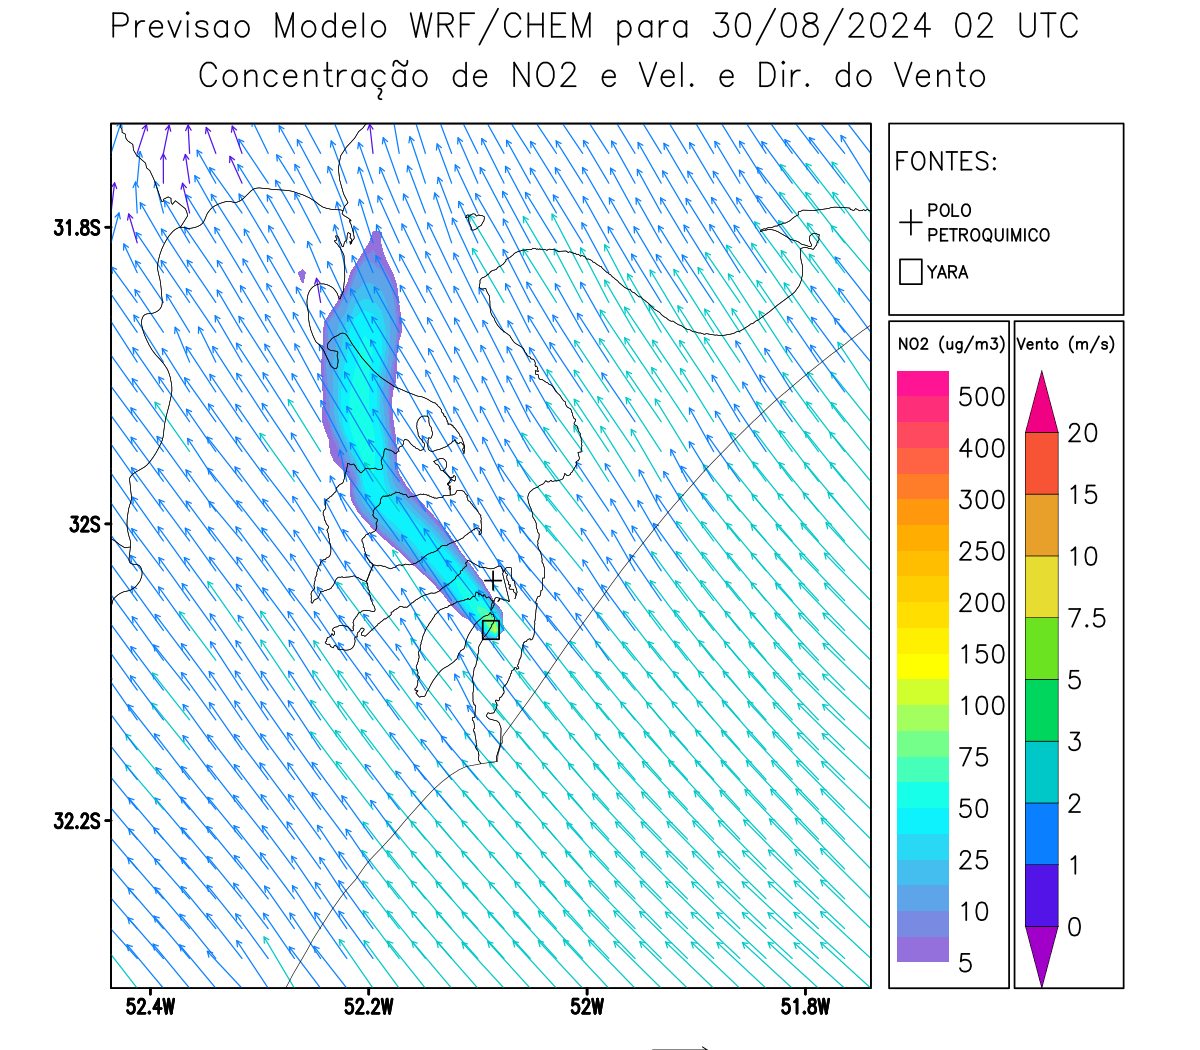 Previsao Modelo WRF/CHEM para 30/08/2024 02 UTC
Concentração de NO2 e Vel. e Dir. do Vento
FONTES:
POLO
PETROQUIMICO
YARA
NO2 (ug/m3)
500
400
300
250
200
150
100
75
50
25
10
5
Vento (m/s)
20
15
10
7.5
5
3
2
1
0
31.8S
32S
32.2S
52.4W
52.2W
52W
51.8W